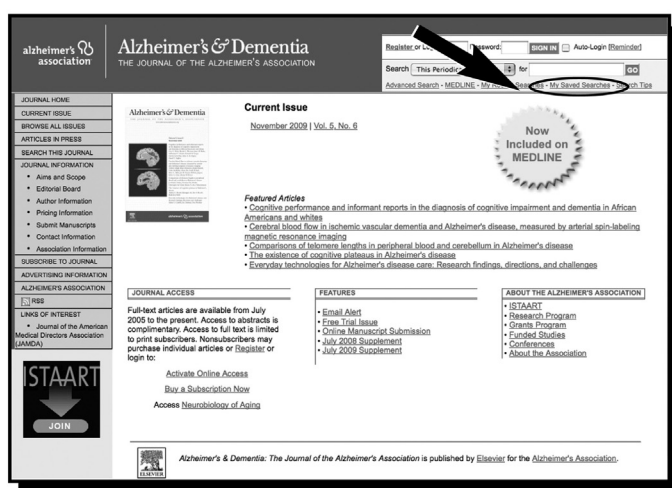 alzheimer's
association
Alzheimer's & Dementia
THE JOURNAL OF THE ALZHEIMER'S ASSOCIATION
Register or Password: SIGN IN Auto-Login [Reminder]
Search This for GO
Advanced Search - MEDLINE - My Searches - My Saved Searches - Search Tips
JOURNAL HOME
CURRENT ISSUE
BROWSE ALL ISSUES
ARTICLES IN PRESS
SEARCH THIS JOURNAL
JOURNAL INFORMATION
• Aims and Scope
• Editorial Board
• Author Information
• Pricing Information
• Submit Manuscripts
• Contact Information
• Association Information
SUBSCRIBE TO JOURNAL
ADVERTISING INFORMATION
ALZHEIMER'S ASSOCIATION
RSS
LINKS OF INTEREST
• Journal of the American
Medical Directors Association
(JAMDA)
ISTAART
JOIN
Alzheimer's & Dementia
Current Issue
November 2009 | Vol. 5, No. 6
Now
Included on
MEDLINE
Featured Articles
• Cognitive performance and informant reports in the diagnosis of cognitive impairment and dementia in African
Americans and whites
• Cerebral blood flow in ischemic vascular dementia and Alzheimer's disease, measured by arterial spin-labeling
magnetic resonance imaging
• Comparisons of telomere lengths in peripheral blood and cerebellum in Alzheimer's disease
• The existence of cognitive plateaus in Alzheimer's disease
• Everyday technologies for Alzheimer's disease care: Research findings, directions, and challenges
JOURNAL ACCESS
Full-text articles are available from July
2005 to the present. Access to abstracts is
complimentary. Access to full text is limited
to print subscribers. Nonsubscribers may
purchase individual articles or Register or
login to:
Activate Online Access
Buy a Subscription Now
Access Neurobiology of Aging
FEATURES
• Email Alert
• Free Trial Issue
• Online Manuscript Submission
• July 2008 Supplement
• July 2009 Supplement
ABOUT THE ALZHEIMER'S ASSOCIATION
• ISTAART
• Research Program
• Grants Program
• Funded Studies
• Conferences
• About the Association
ELSEVIER
Alzheimer's & Dementia: The Journal of the Alzheimer's Association is published by Elsevier for the Alzheimer's Association.